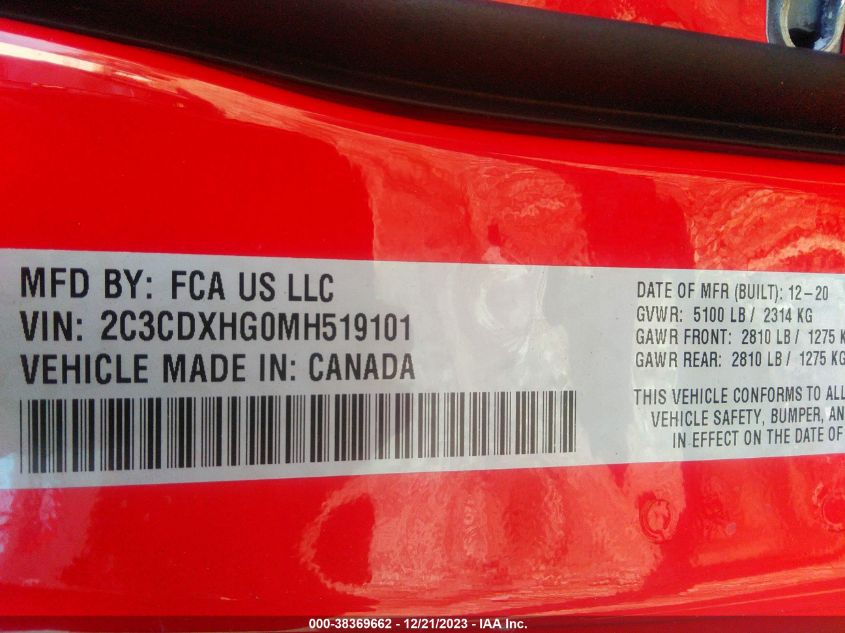 MFD BY: FCA US LLC
VIN: 2C3CDXHG0MH519101
VEHICLE MADE IN: CANADA
DATE OF MFR (BUILT): 12-20
GVWR: 5100 LB / 2314 KG
GAWR FRONT: 2810 LB / 1275 K
GAWR REAR: 2810 LB / 1275 KG
THIS VEHICLE CONFORMS TO ALL
VEHICLE SAFETY, BUMPER, AN
IN EFFECT ON THE DATE OF
000-38369662 - 12/21/2023 - IAA Inc.